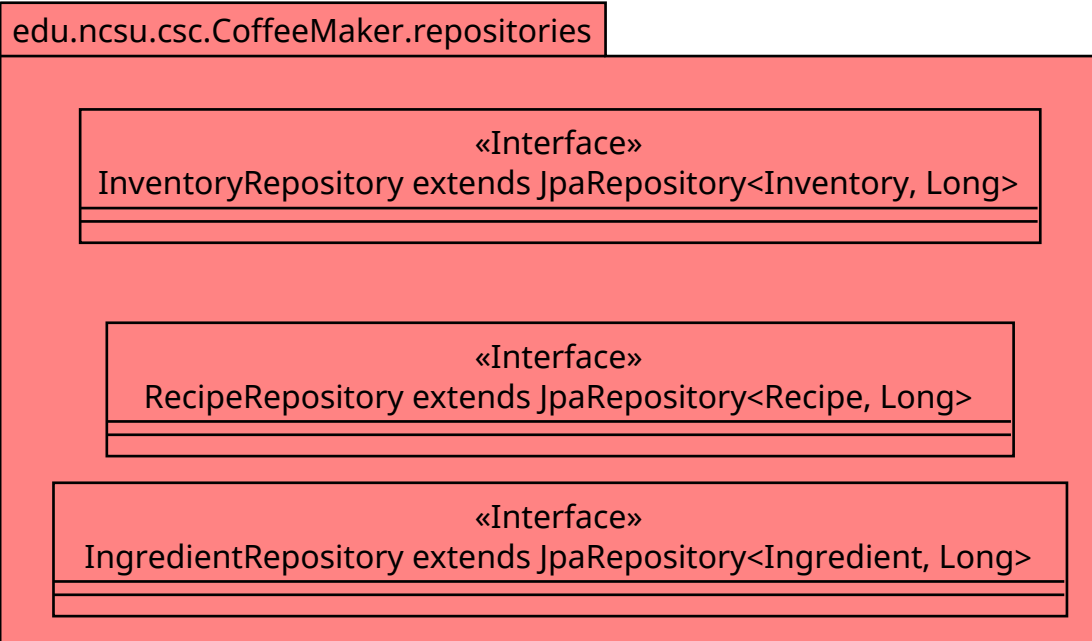 edu.ncsu.csc.CoffeeMaker.repositories
«Interface»
InventoryRepository extends JpaRepository<Inventory, Long>
«Interface»
RecipeRepository extends JpaRepository<Recipe, Long>
«Interface»
IngredientRepository extends JpaRepository<Ingredient, Long>